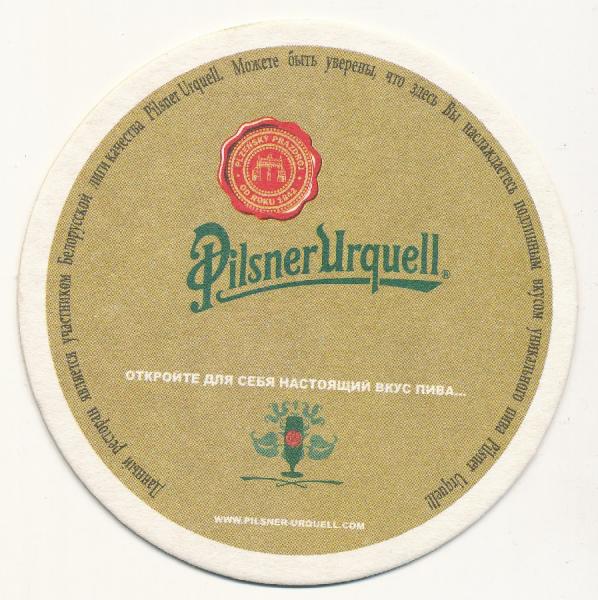 Данный ресторан является участником Белорусской лиги качества Pilsner Urquell. Можете быть уверены, что здесь Вы наслаждаетесь подлинным вкусом уникального пива Pilsner Urquell!
PLZEŇSKÝ PRAZDROJ
OD ROKU 1842
Pilsner Urquell®
ОТКРОЙТЕ ДЛЯ СЕБЯ НАСТОЯЩИЙ ВКУС ПИВА...
WWW.PILSNER-URQUELL.COM